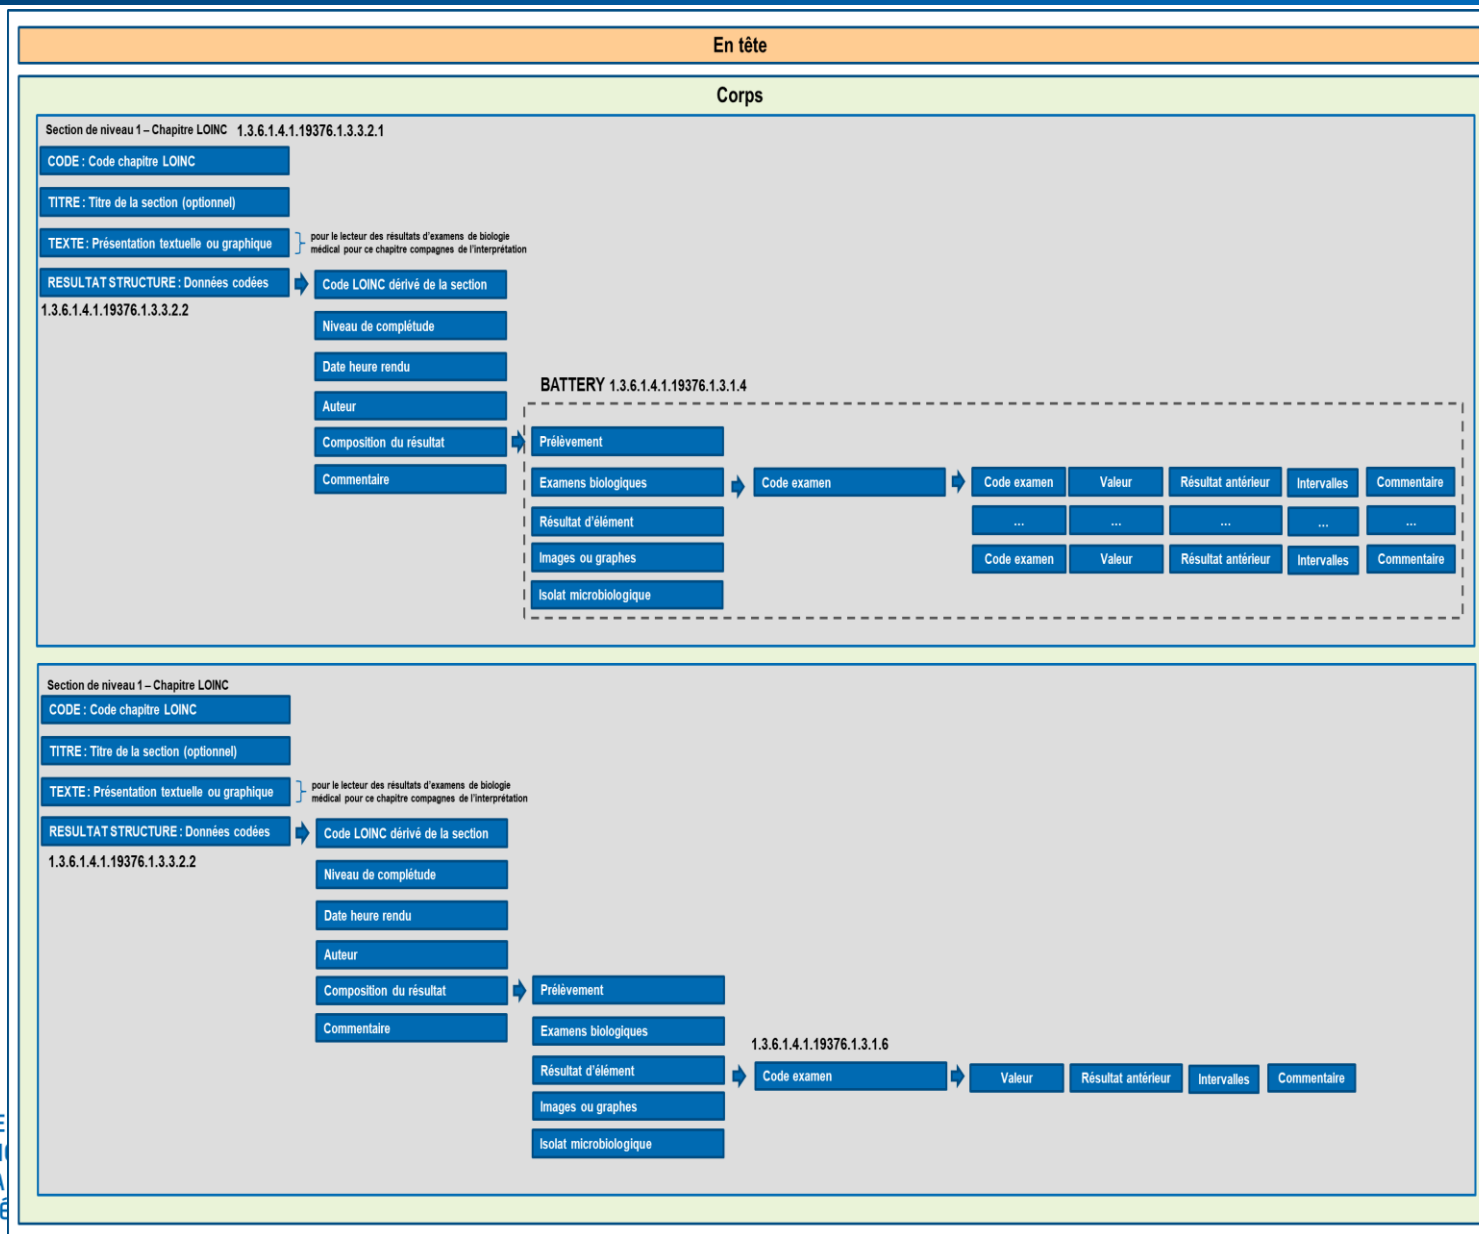 En tête
Corps
Section de niveau 1 – Chapitre LOINC 1.3.6.1.4.1.19376.1.3.3.2.1
CODE : Code chapitre LOINC
TITRE : Titre de la section (optionnel)
TEXTE : Présentation textuelle ou graphique
pour le lecteur des résultats d'examens de biologie
médical pour ce chapitre compagnes de l'interprétation
RESULTAT STRUCTURE : Données codées
1.3.6.1.4.1.19376.1.3.3.2.2
Code LOINC dérivé de la section
Niveau de complétude
Date heure rendu
Auteur
Composition du résultat
Commentaire
BATTERY 1.3.6.1.4.1.19376.1.3.1.4
Prélèvement
Examens biologiques
Résultat d'élément
Images ou graphes
Isolat microbiologique
Code examen
Code examen Valeur Résultat antérieur Intervalles Commentaire
... ... ... ... ...
Code examen Valeur Résultat antérieur Intervalles Commentaire
Section de niveau 1 – Chapitre LOINC
CODE : Code chapitre LOINC
TITRE : Titre de la section (optionnel)
TEXTE : Présentation textuelle ou graphique
pour le lecteur des résultats d'examens de biologie
médical pour ce chapitre compagnes de l'interprétation
RESULTAT STRUCTURE : Données codées
1.3.6.1.4.1.19376.1.3.3.2.2
Code LOINC dérivé de la section
Niveau de complétude
Date heure rendu
Auteur
Composition du résultat
Commentaire
Prélèvement
Examens biologiques
Résultat d'élément
Images ou graphes
Isolat microbiologique
1.3.6.1.4.1.19376.1.3.1.6
Code examen
Valeur Résultat antérieur Intervalles Commentaire